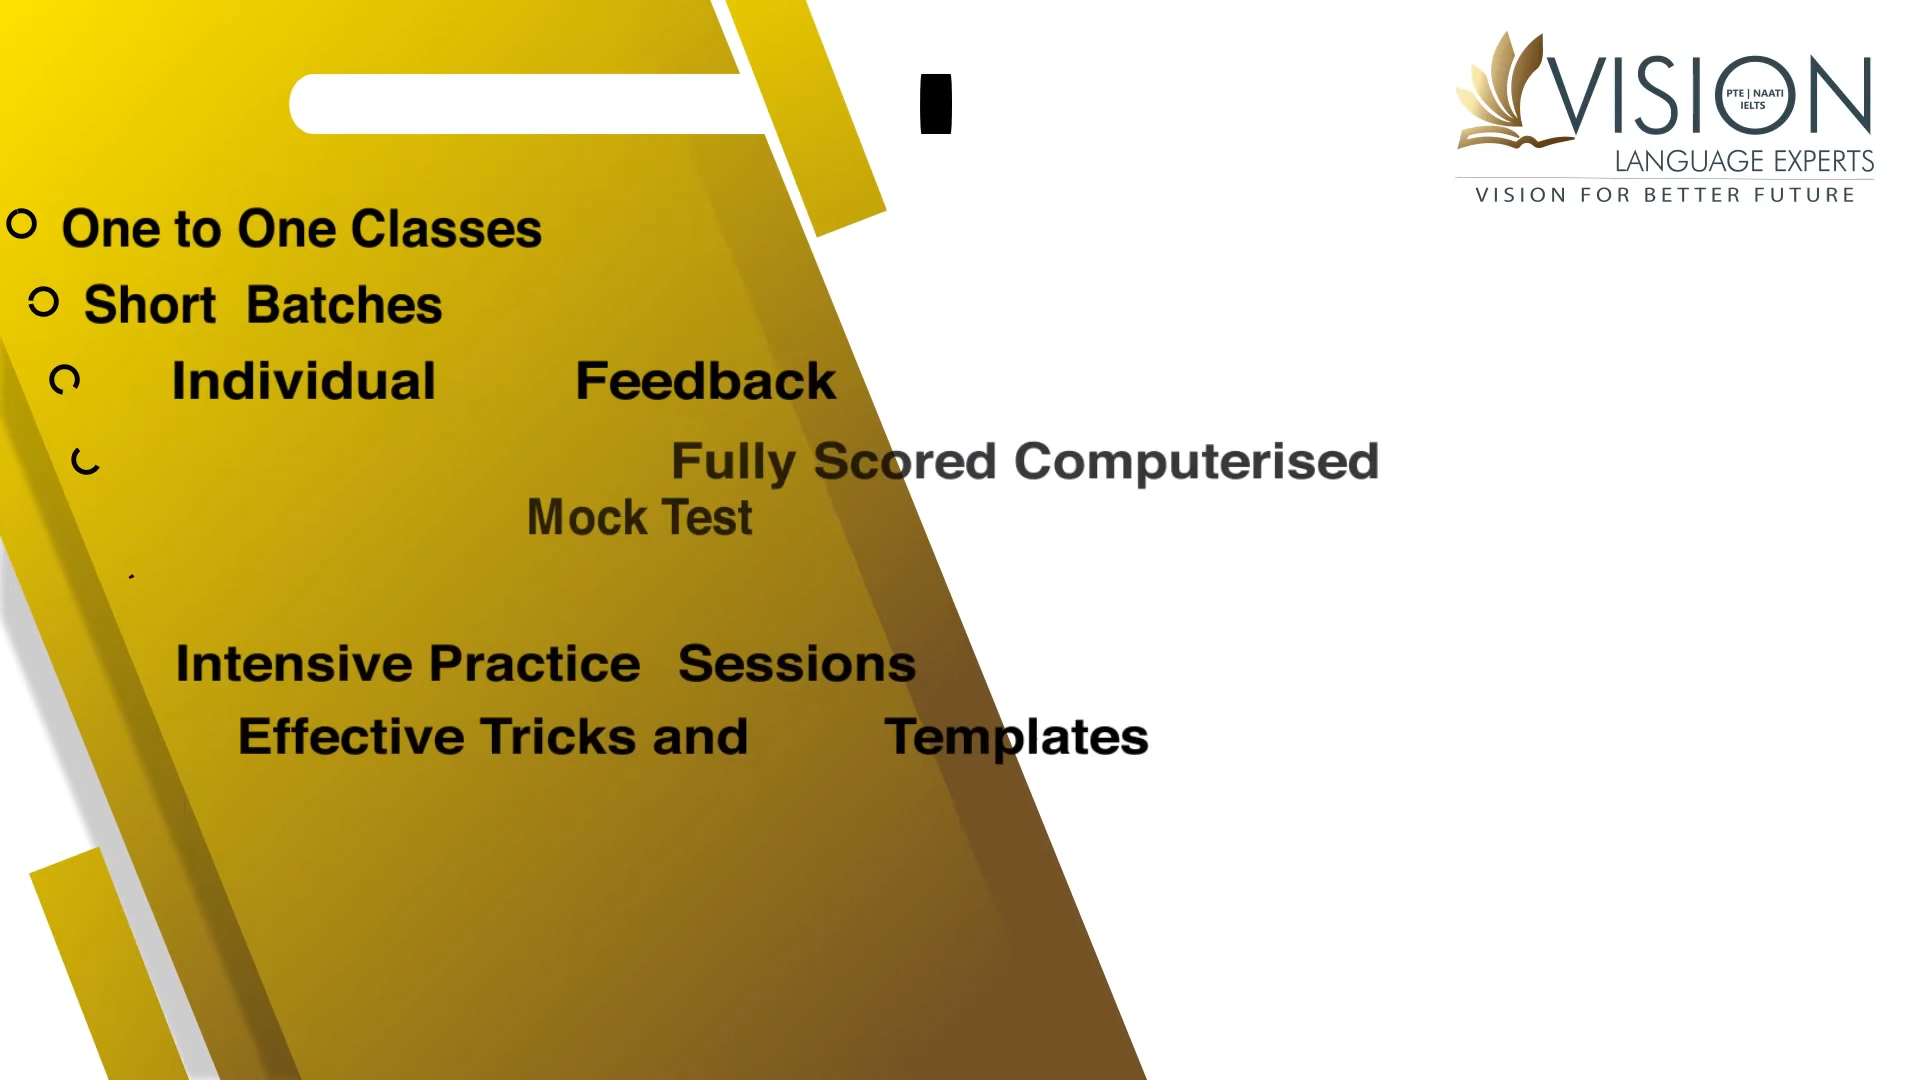 VISION
PTE | NAATI
IELTS
LANGUAGE EXPERTS
VISION FOR BETTER FUTURE
One to One Classes
Short Batches
Individual Feedback
Fully Scored Computerised
Mock Test
Intensive Practice Sessions
Effective Tricks and Templates